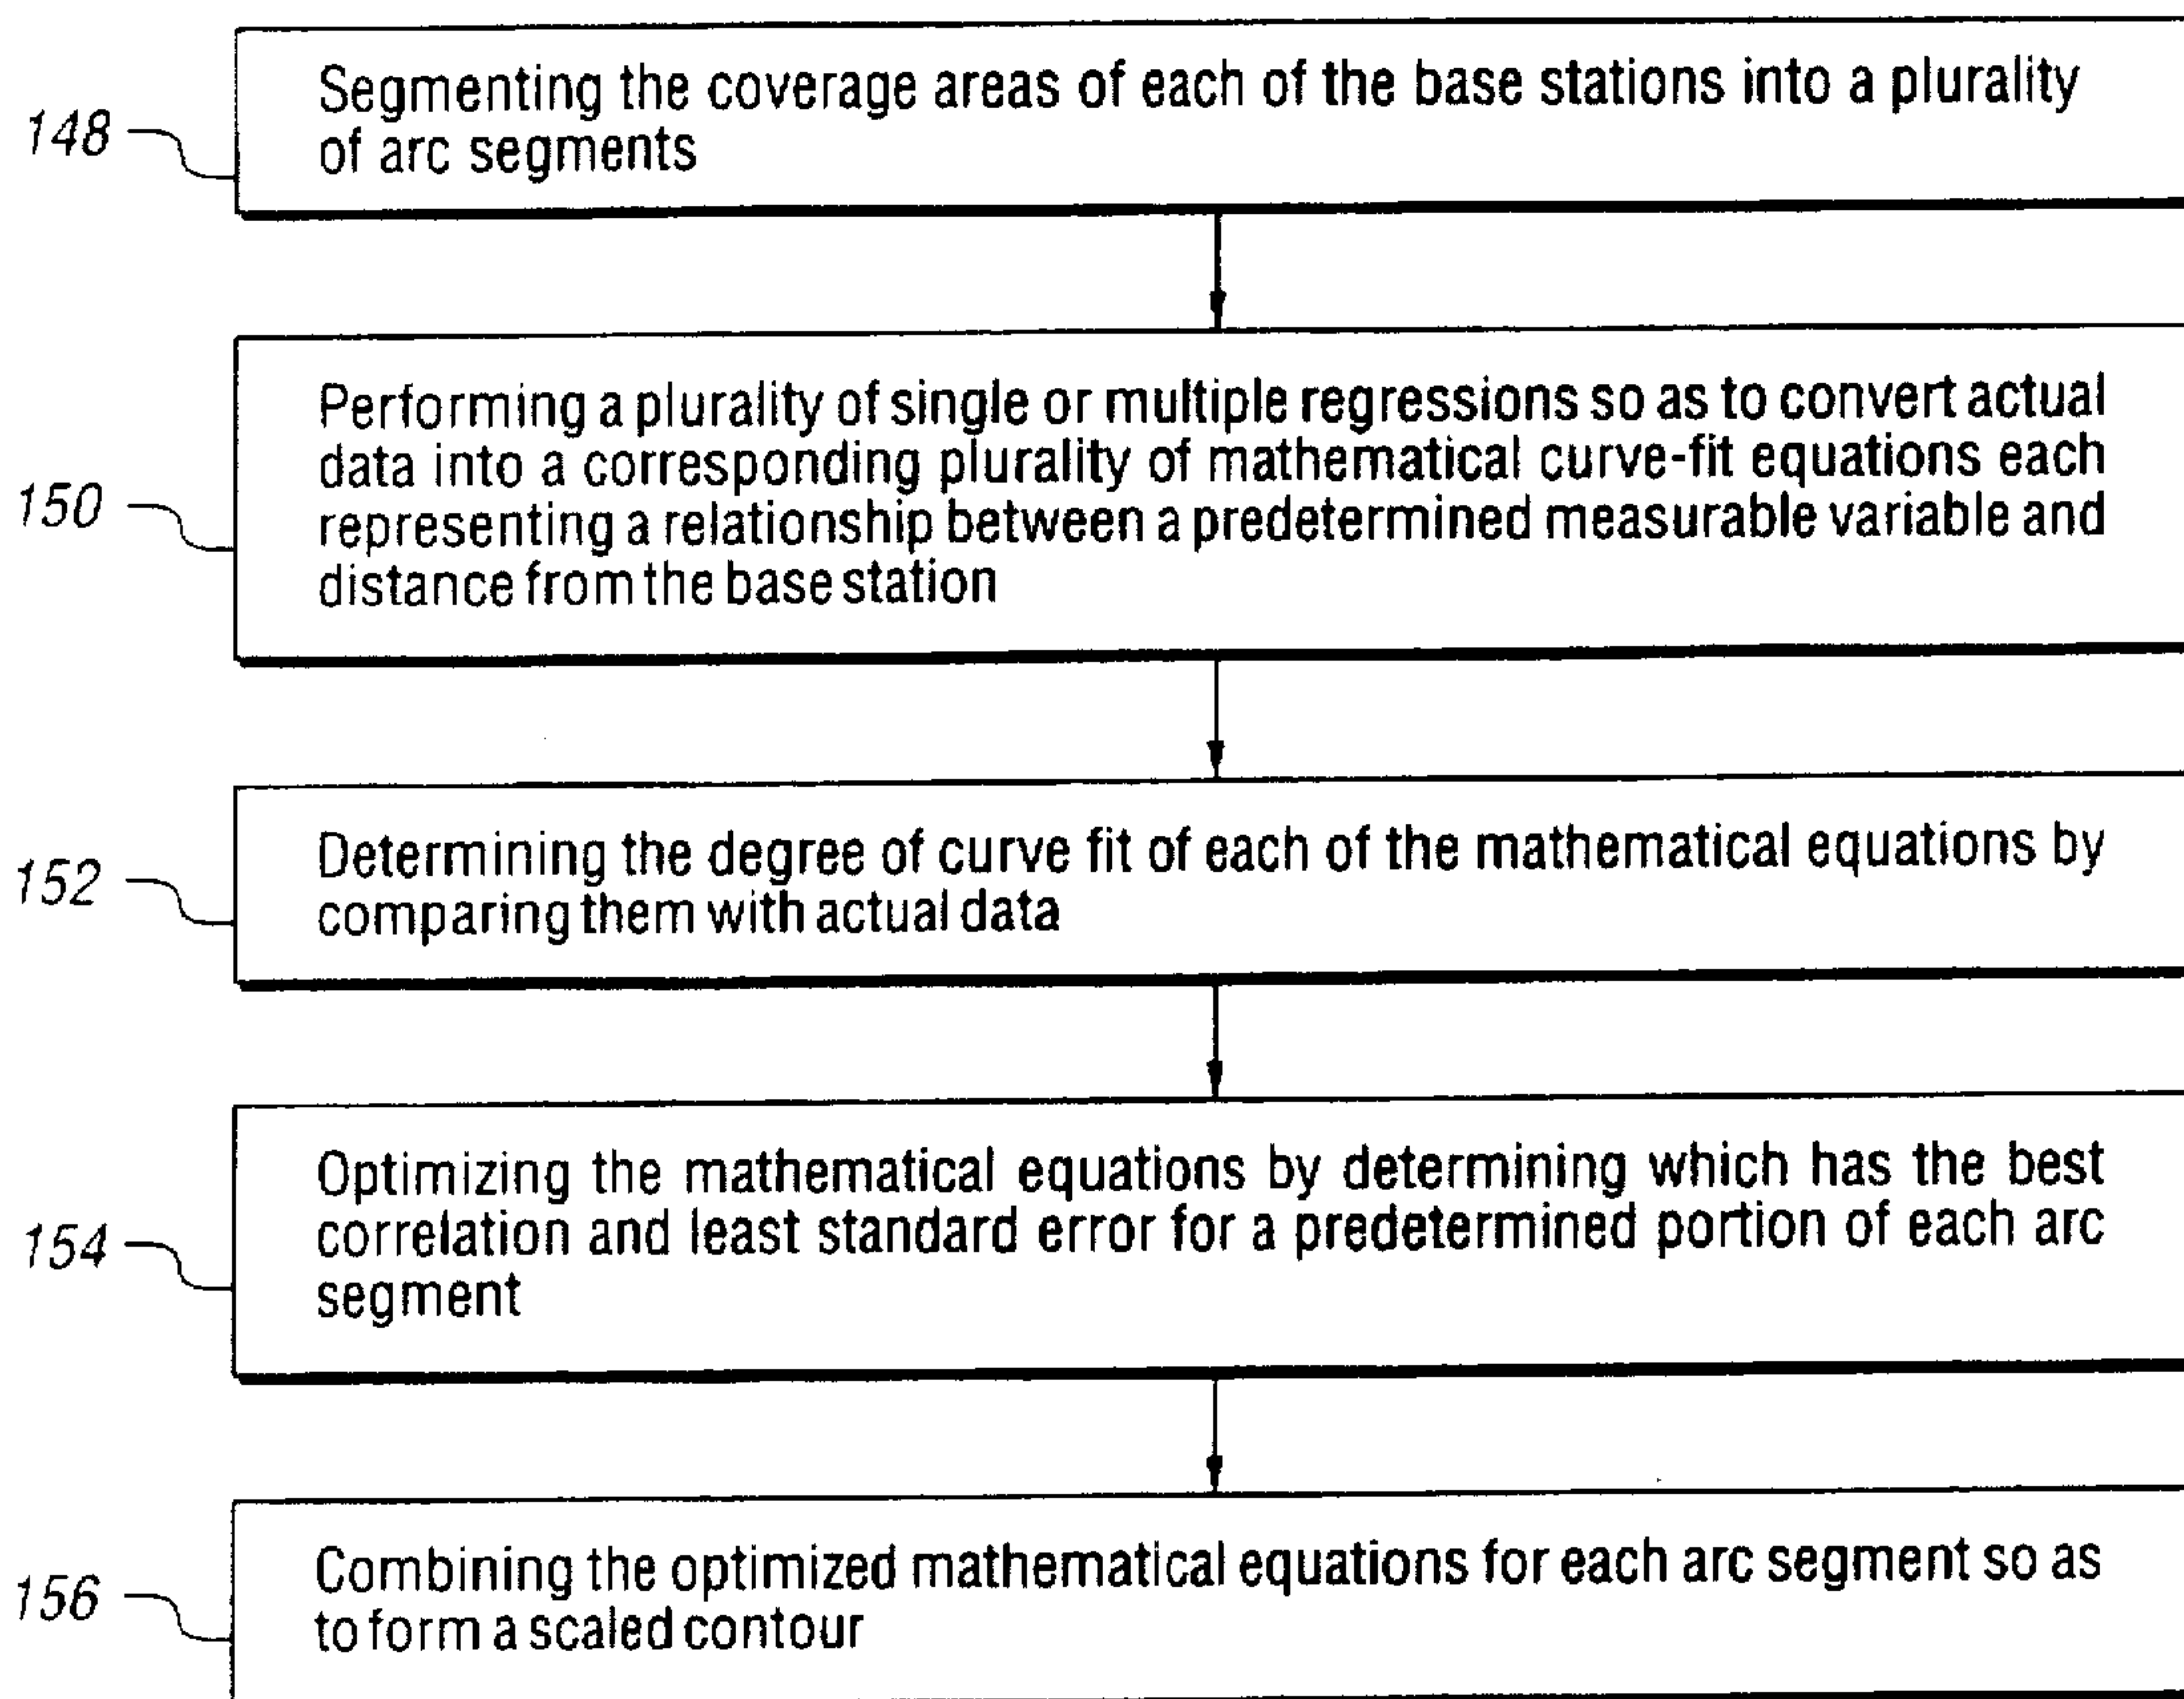 148
Segmenting the coverage areas of each of the base stations into a plurality
of arc segments
150
Performing a plurality of single or multiple regressions so as to convert actual
data into a corresponding plurality of mathematical curve-fit equations each
representing a relationship between a predetermined measurable variable and
distance from the base station
152
Determining the degree of curve fit of each of the mathematical equations by
comparing them with actual data
154
Optimizing the mathematical equations by determining which has the best
correlation and least standard error for a predetermined portion of each arc
segment
156
Combining the optimized mathematical equations for each arc segment so as
to form a scaled contour